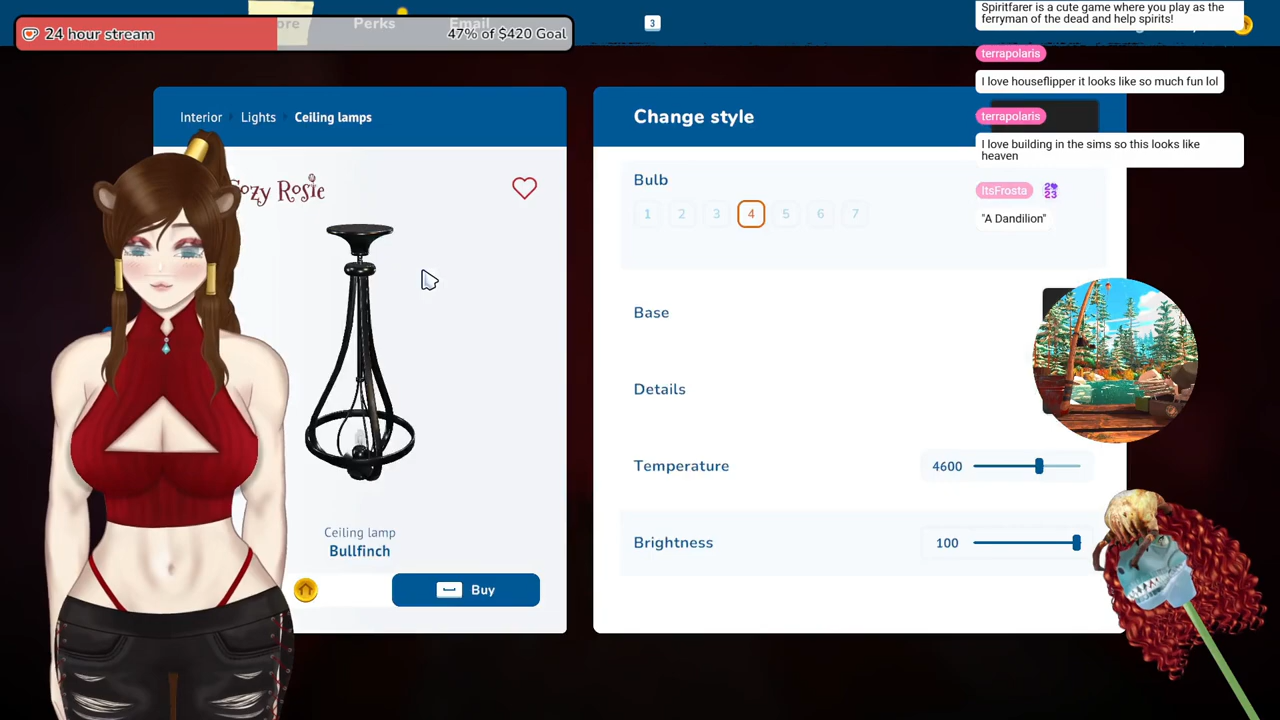 Perks
Email
3
24 hour stream
47% of $420 Goal
Spiritfarer is a cute game where you play as the
ferryman of the dead and help spirits!
terrapolaris
I love houseflipper it looks like so much fun lol
terrapolaris
I love building in the sims so this looks like
heaven
ItsFrosta
"A Dandilion"
Interior
Lights
Ceiling lamps
Cozy Rosie
Ceiling lamp
Bullfinch
Buy
Change style
Bulb
1 2 3 4 5 6 7
Base
Details
Temperature
4600
Brightness
100